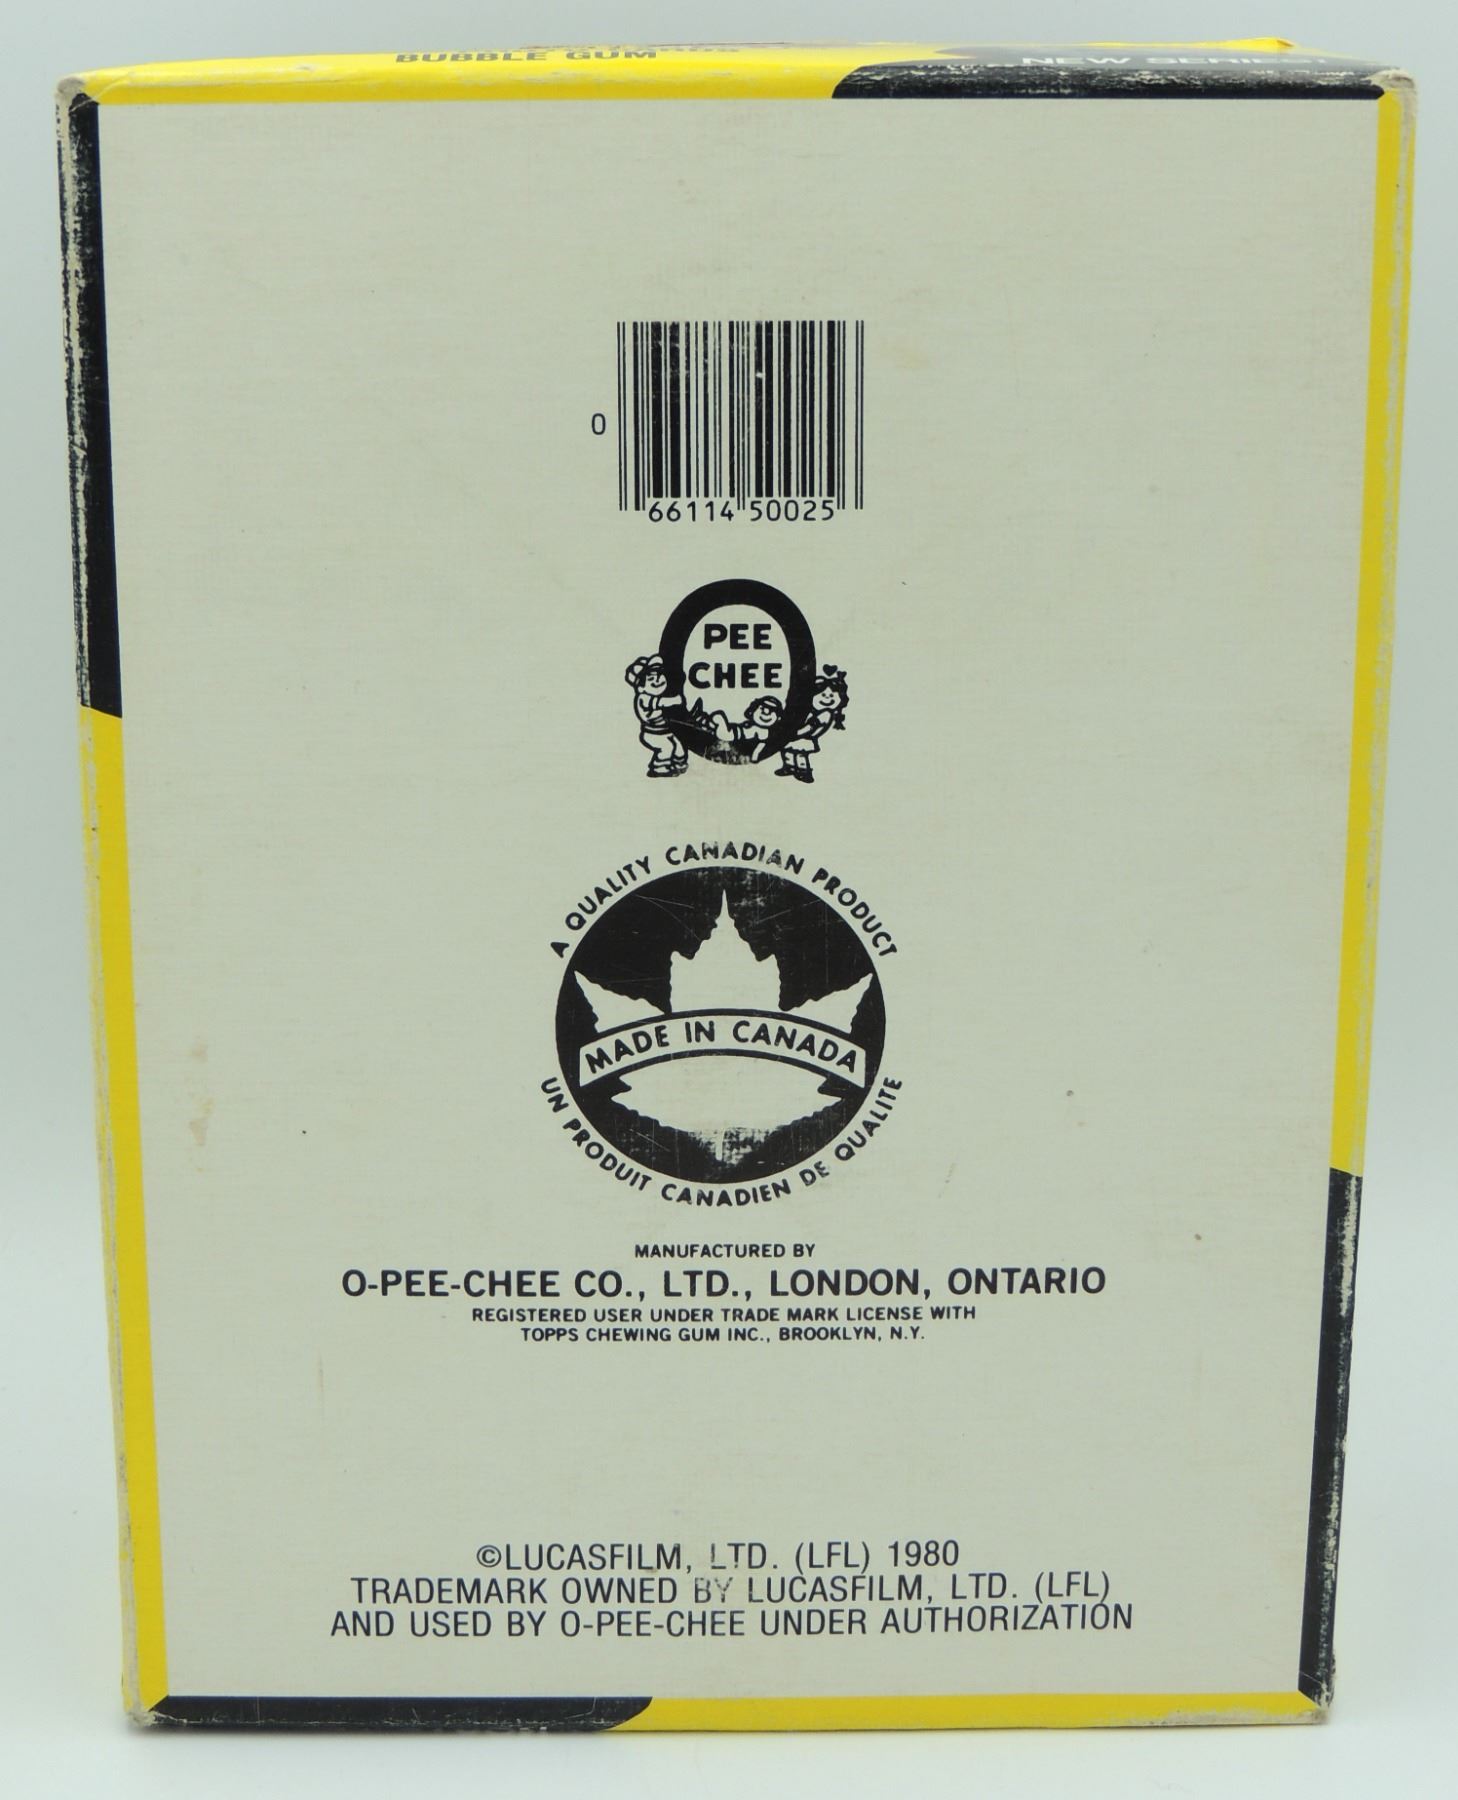 BUBBLE GUM
NEW SERIES!
0
66114 50025
PEE
CHEE
A QUALITY CANADIAN PRODUCT
MADE IN CANADA
UN PRODUIT CANADIEN DE QUALITE
MANUFACTURED BY
O-PEE-CHEE CO., LTD., LONDON, ONTARIO
REGISTERED USER UNDER TRADE MARK LICENSE WITH
TOPPS CHEWING GUM INC., BROOKLYN, N.Y.
©LUCASFILM, LTD. (LFL) 1980
TRADEMARK OWNED BY LUCASFILM, LTD. (LFL)
AND USED BY O-PEE-CHEE UNDER AUTHORIZATION